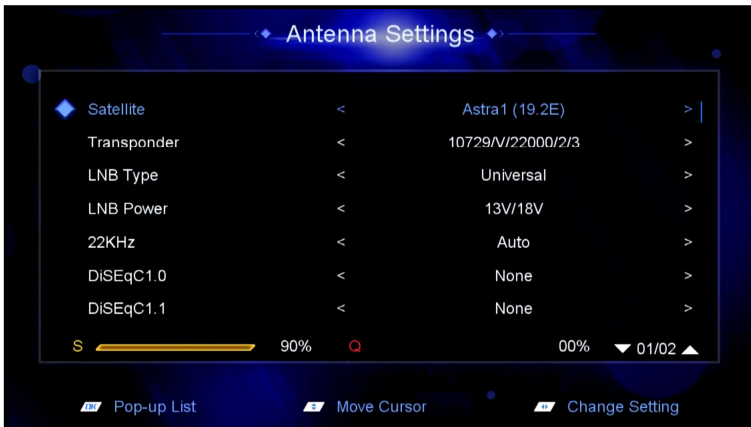 Antenna Settings
Satellite < Astra1 (19.2E) >
Transponder < 10729/V/22000/2/3 >
LNB Type < Universal >
LNB Power < 13V/18V >
22KHz < Auto >
DiSEqC1.0 < None >
DiSEqC1.1 < None >
S 90% Q 00% 01/02
OK Pop-up List Move Cursor Change Setting